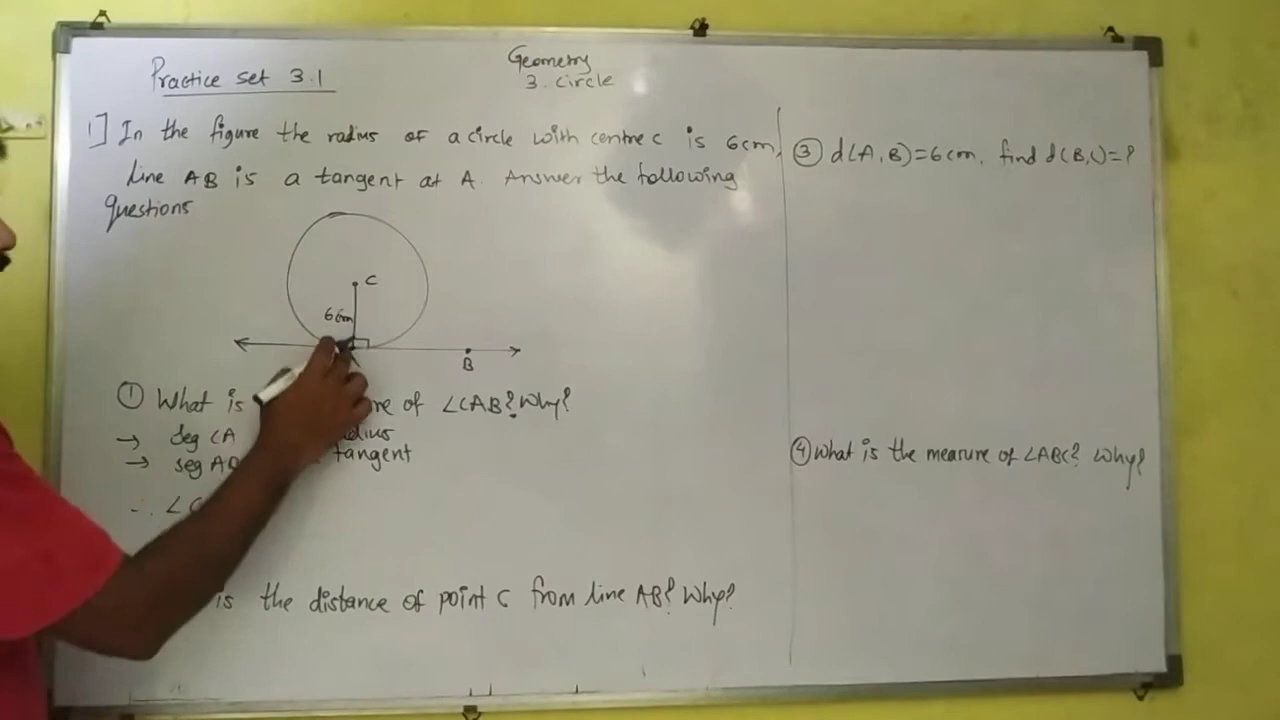 Geometry
3. Circle
Practice set 3.1
1] In the figure the radius of a circle with centre C is 6cm,
line AB is a tangent at A. Answer the following
questions
C
6cm
B
① What is re of ∠CAB? Why?
→ seg CA
→ seg tangent
∴ ∠
is the distance of point C from line AB? Why?
③ d(A,B)=6cm, find d(B,C)=?
④ What is the measure of ∠ABC? Why?